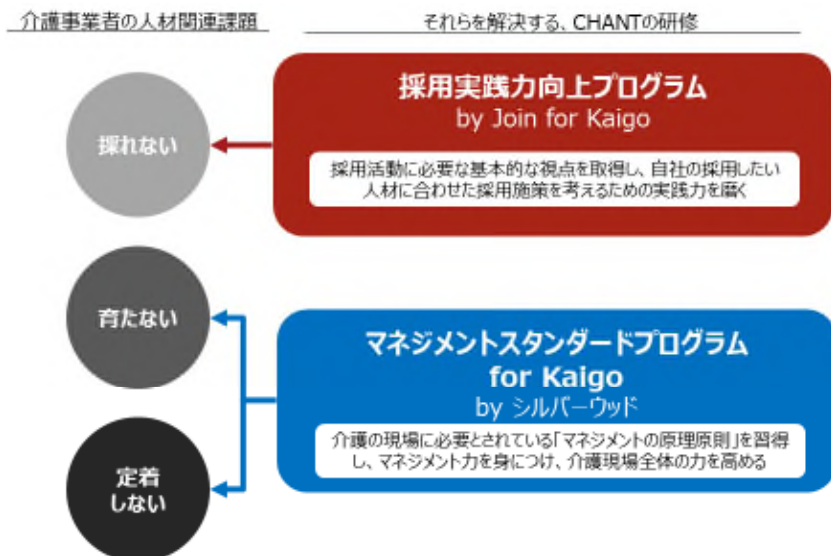 介護事業者の人材関連課題
それらを解決する、CHANTの研修
採れない
採用実践力向上プログラム
by Join for Kaigo
採用活動に必要な基本的な視点を取得し、自社の採用したい
人材に合わせた採用施策を考えるための実践力を磨く
育たない
定着
しない
マネジメントスタンダードプログラム
for Kaigo
by シルバーウッド
介護の現場に必要とされている「マネジメントの原理原則」を習得
し、マネジメント力を身につけ、介護現場全体の力を高める